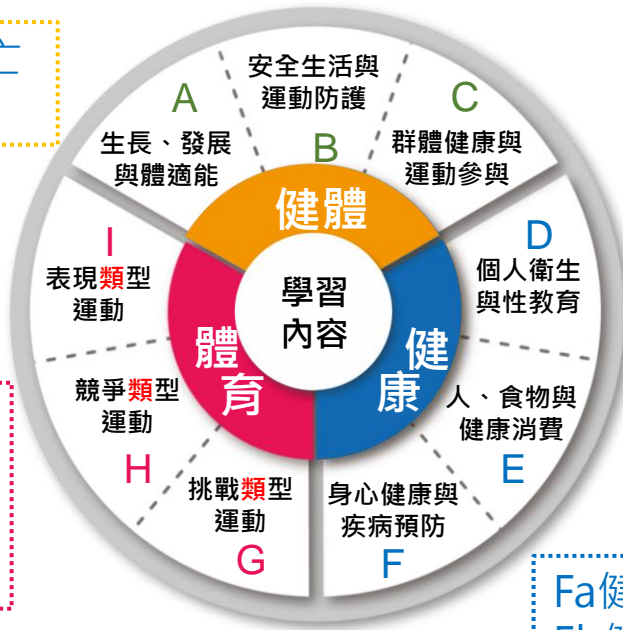 亡
安全生活與
運動防護
B
A
生長、發展
與體適能
C
群體健康與
運動參與
健體
I
表現類型
運動
D
個人衛生
與性教育
學習
內容
體育
健康
競爭類型
運動
H
人、食物與
健康消費
E
挑戰類型
運動
G
身心健康與
疾病預防
F
Fa健